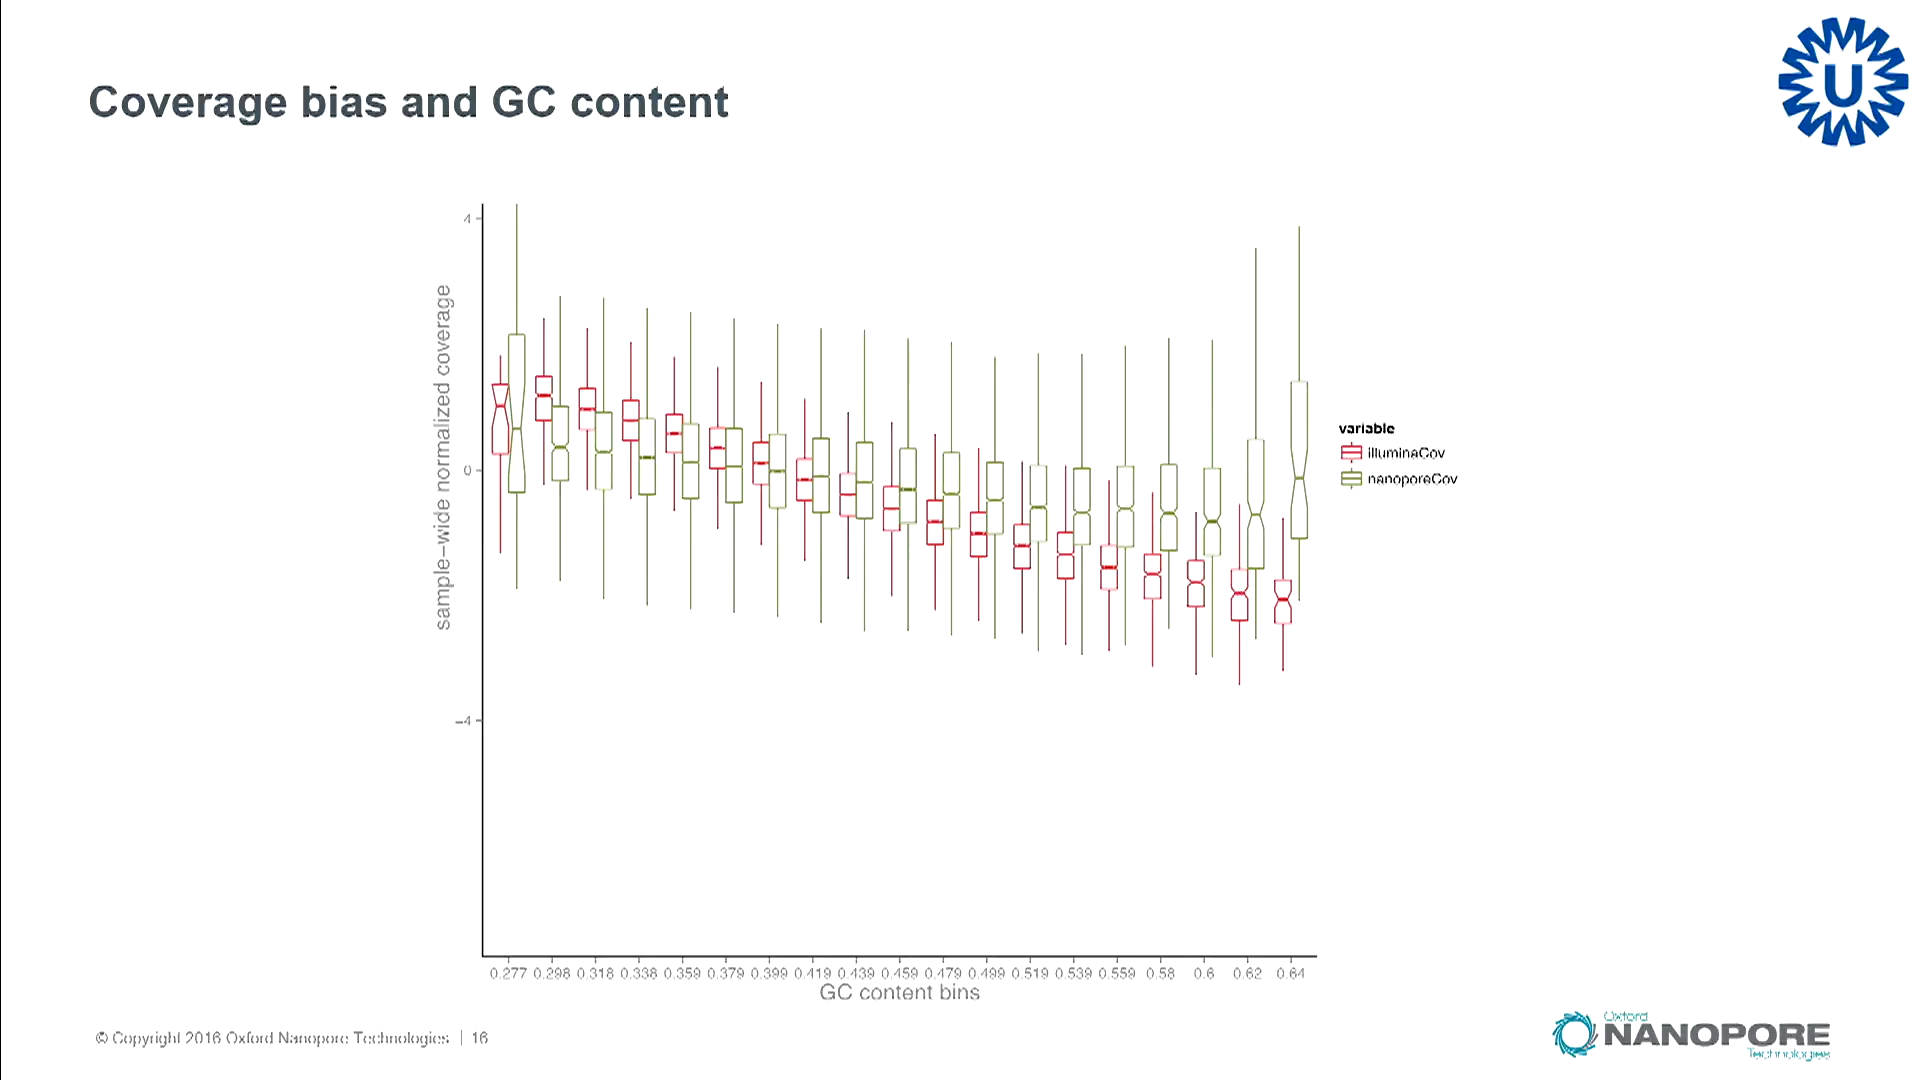 Coverage bias and GC content
U
4
0
−4
sample−wide normalized coverage
variable
illuminaCov
nanoporeCov
0.277 0.298 0.318 0.338 0.359 0.379 0.399 0.419 0.439 0.459 0.479 0.499 0.519 0.539 0.559 0.58 0.6 0.62 0.64
GC content bins
© Copyright 2016 Oxford Nanopore Technologies | 16
Oxford
NANOPORE
Technologies